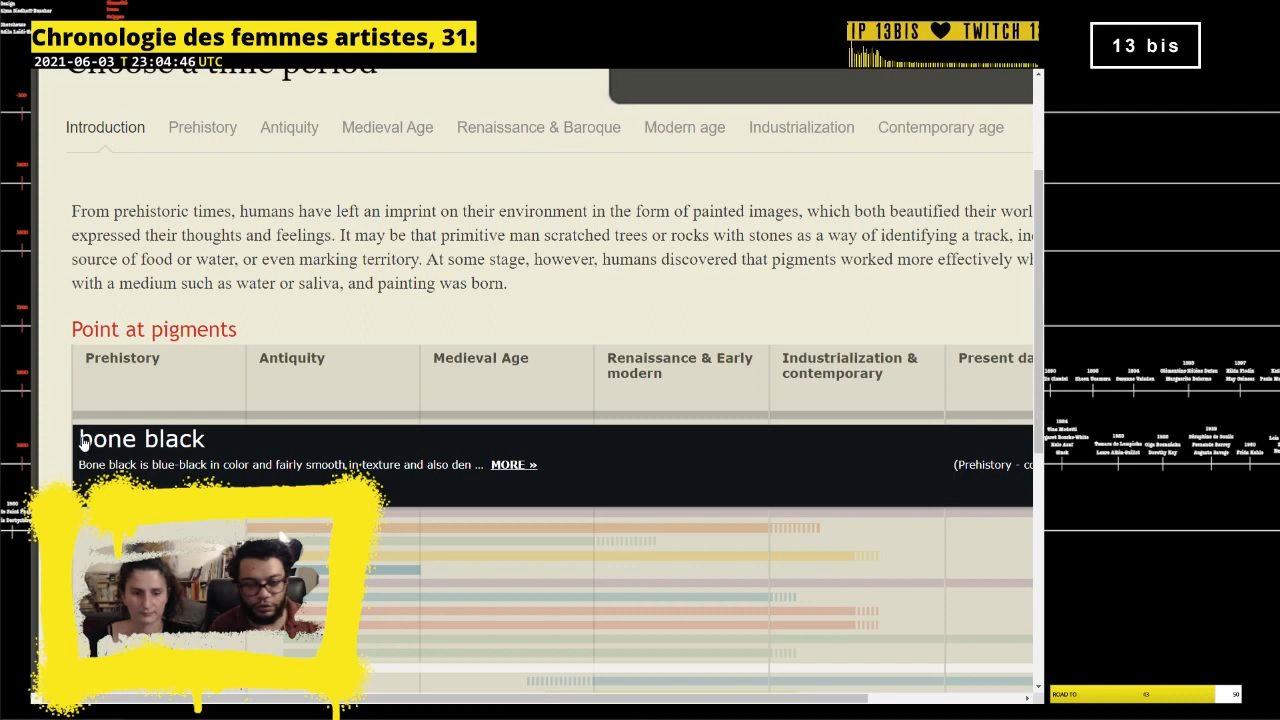 Chronologie des femmes artistes, 31.
2021-06-03 T 23:04:46 UTC
IP 13BIS TWITCH 1
13 bis
Choose a time period
Introduction Prehistory Antiquity Medieval Age Renaissance & Baroque Modern age Industrialization Contemporary age
From prehistoric times, humans have left an imprint on their environment in the form of painted images, which both beautified their worl
expressed their thoughts and feelings. It may be that primitive man scratched trees or rocks with stones as a way of identifying a track, in
source of food or water, or even marking territory. At some stage, however, humans discovered that pigments worked more effectively wh
with a medium such as water or saliva, and painting was born.
Point at pigments
Prehistory Antiquity Medieval Age Renaissance & Early modern Industrialization & contemporary Present da
bone black
Bone black is blue-black in color and fairly smooth in texture and also den ... MORE »
(Prehistory - co
ROAD TO 43 50